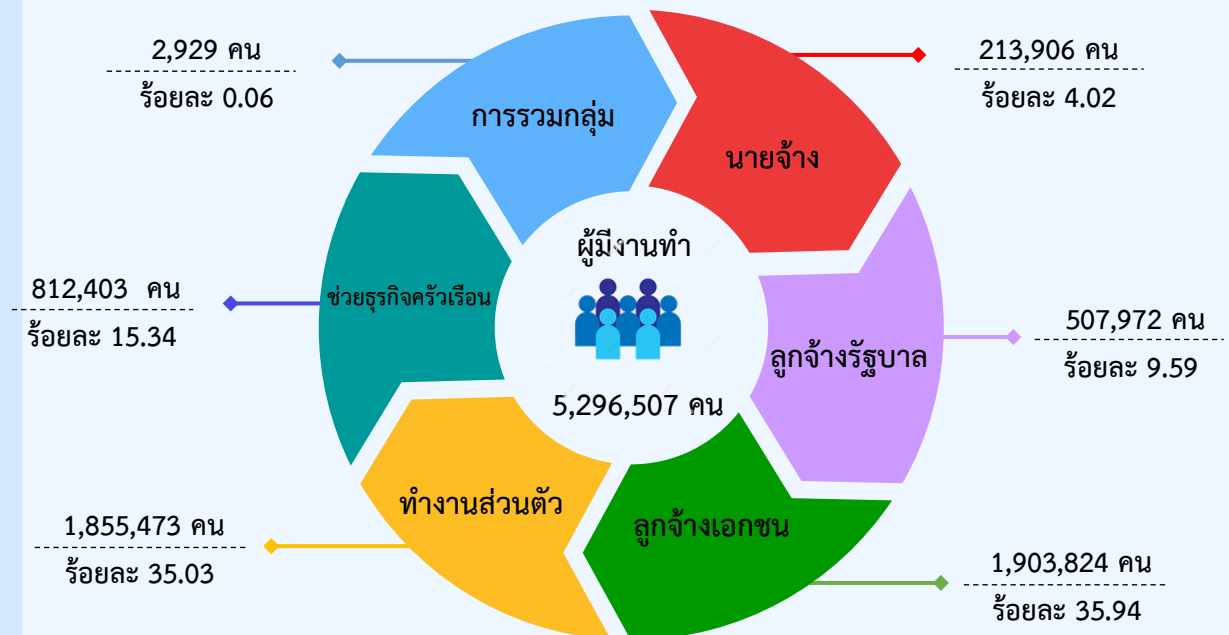 2,929 คน
ร้อยละ 0.06
การรวมกลุ่ม
213,906 คน
ร้อยละ 4.02
นายจ้าง
ผู้มีงานทำ
5,296,507 คน
812,403 คน
ร้อยละ 15.34
ช่วยธุรกิจครัวเรือน
507,972 คน
ร้อยละ 9.59
ลูกจ้างรัฐบาล
ทำงานส่วนตัว
1,855,473 คน
ร้อยละ 35.03
ลูกจ้างเอกชน
1,903,824 คน
ร้อยละ 35.94